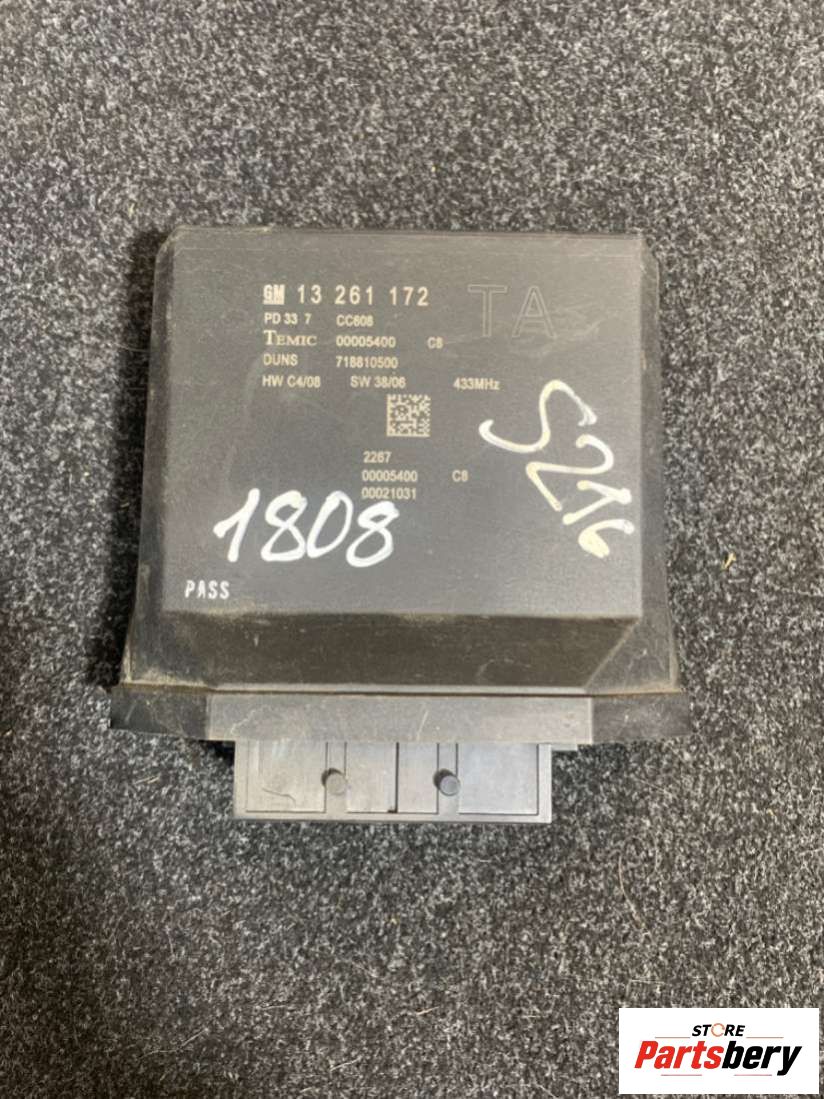 GM 13 261 172 TA
PD 33 7 CC608
TEMIC 00005400 C8
DUNS 718810500
HW C4/08 SW 38/06 433MHz
2267
00005400 C8
00021031
S216
1808
PASS
STORE
Partsbery